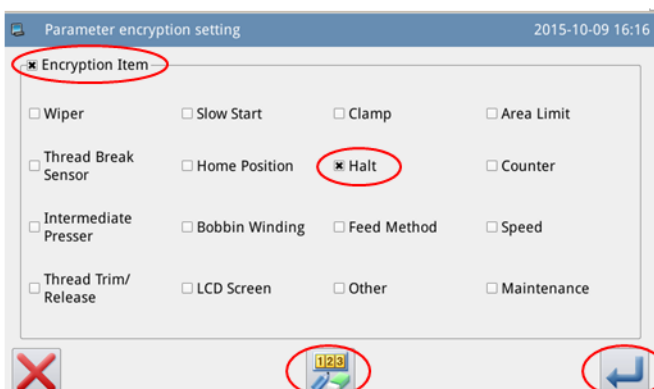 Parameter encryption setting 2015-10-09 16:16
Encryption Item
Wiper Slow Start Clamp Area Limit
Thread Break
Sensor Home Position Halt Counter
Intermediate
Presser Bobbin Winding Feed Method Speed
Thread Trim/
Release LCD Screen Other Maintenance
123